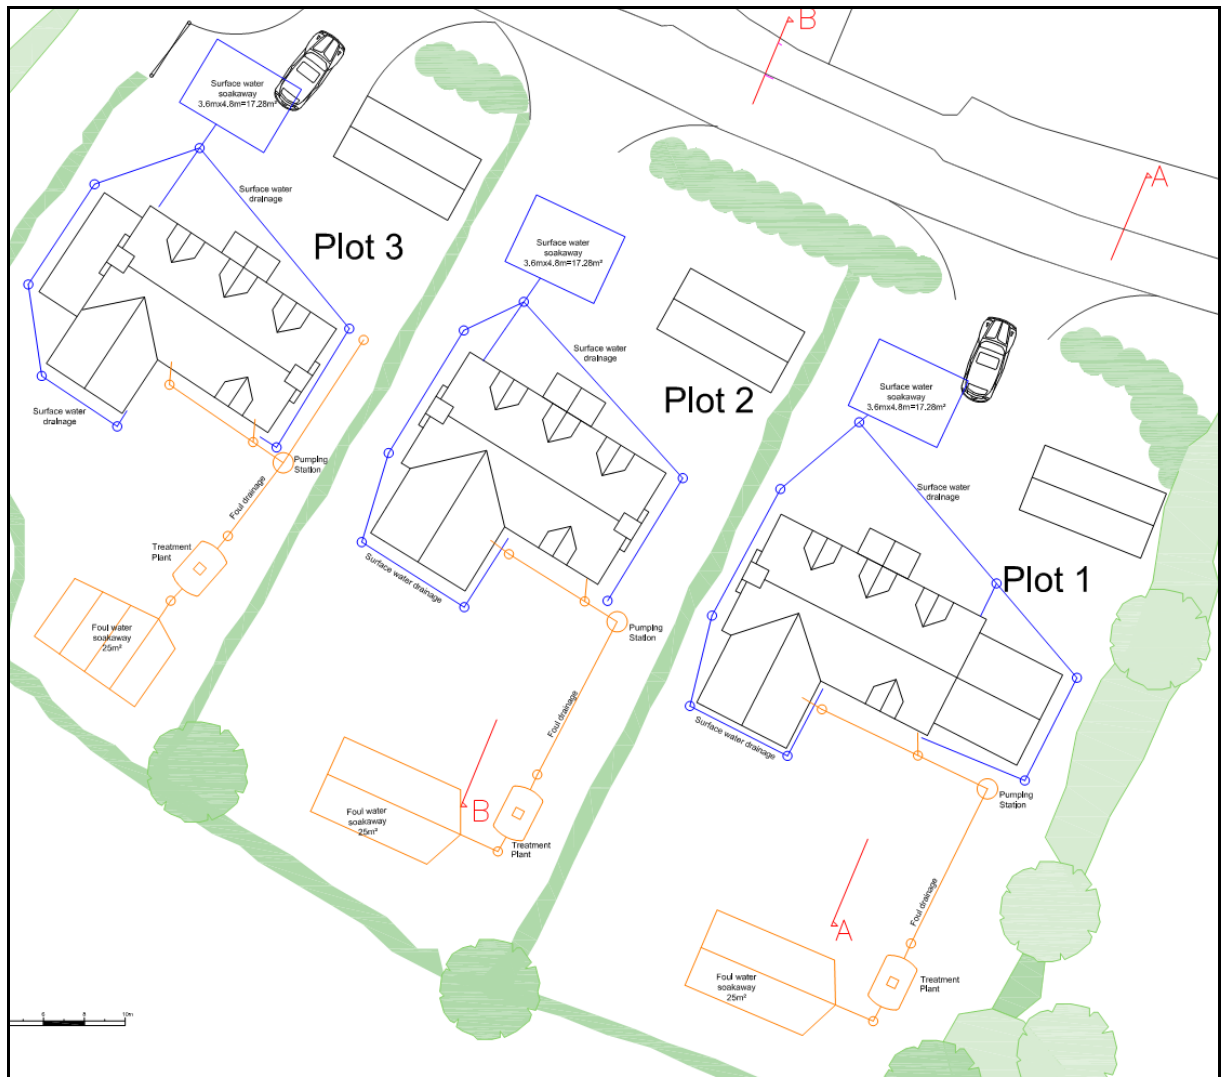 B
A
Surface water
soakaway
3.6mx4.8m=17.28m²
Surface water
drainage
Plot 3
Surface water
drainage
Pumping
Station
Foul drainage
Treatment
Plant
Foul water
soakaway
25m²
Surface water
soakaway
3.6mx4.8m=17.28m²
Surface water
drainage
Plot 2
Surface water drainage
Pumping
Station
Foul drainage
B
Foul water
soakaway
25m²
Treatment
Plant
Surface water
soakaway
3.6mx4.8m=17.28m²
Surface water
drainage
Plot 1
Surface water drainage
Pumping
Station
Foul drainage
A
Foul water
soakaway
25m²
Treatment
Plant
10m